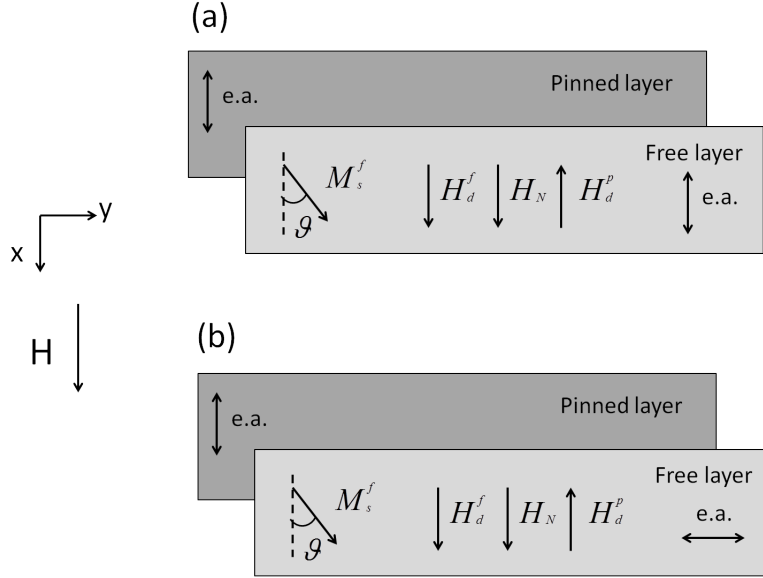 (a)
Pinned layer
e.a.
Free layer
M_s^f H_d^f H_N H_d^p
e.a.
ϑ
y
x
H
(b)
Pinned layer
e.a.
Free layer
M_s^f H_d^f H_N H_d^p
e.a.
ϑ